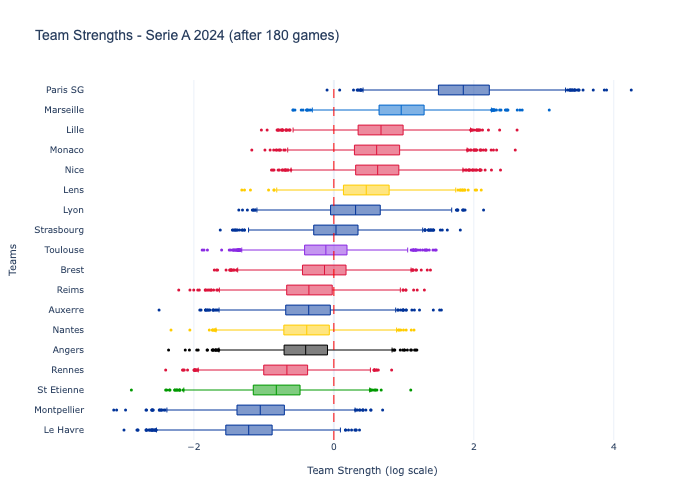 Team Strengths - Serie A 2024 (after 180 games)
Paris SG
Marseille
Lille
Monaco
Nice
Lens
Lyon
Strasbourg
Toulouse
Brest
Reims
Auxerre
Nantes
Angers
Rennes
St Etienne
Montpellier
Le Havre
Teams
−2 0 2 4
Team Strength (log scale)